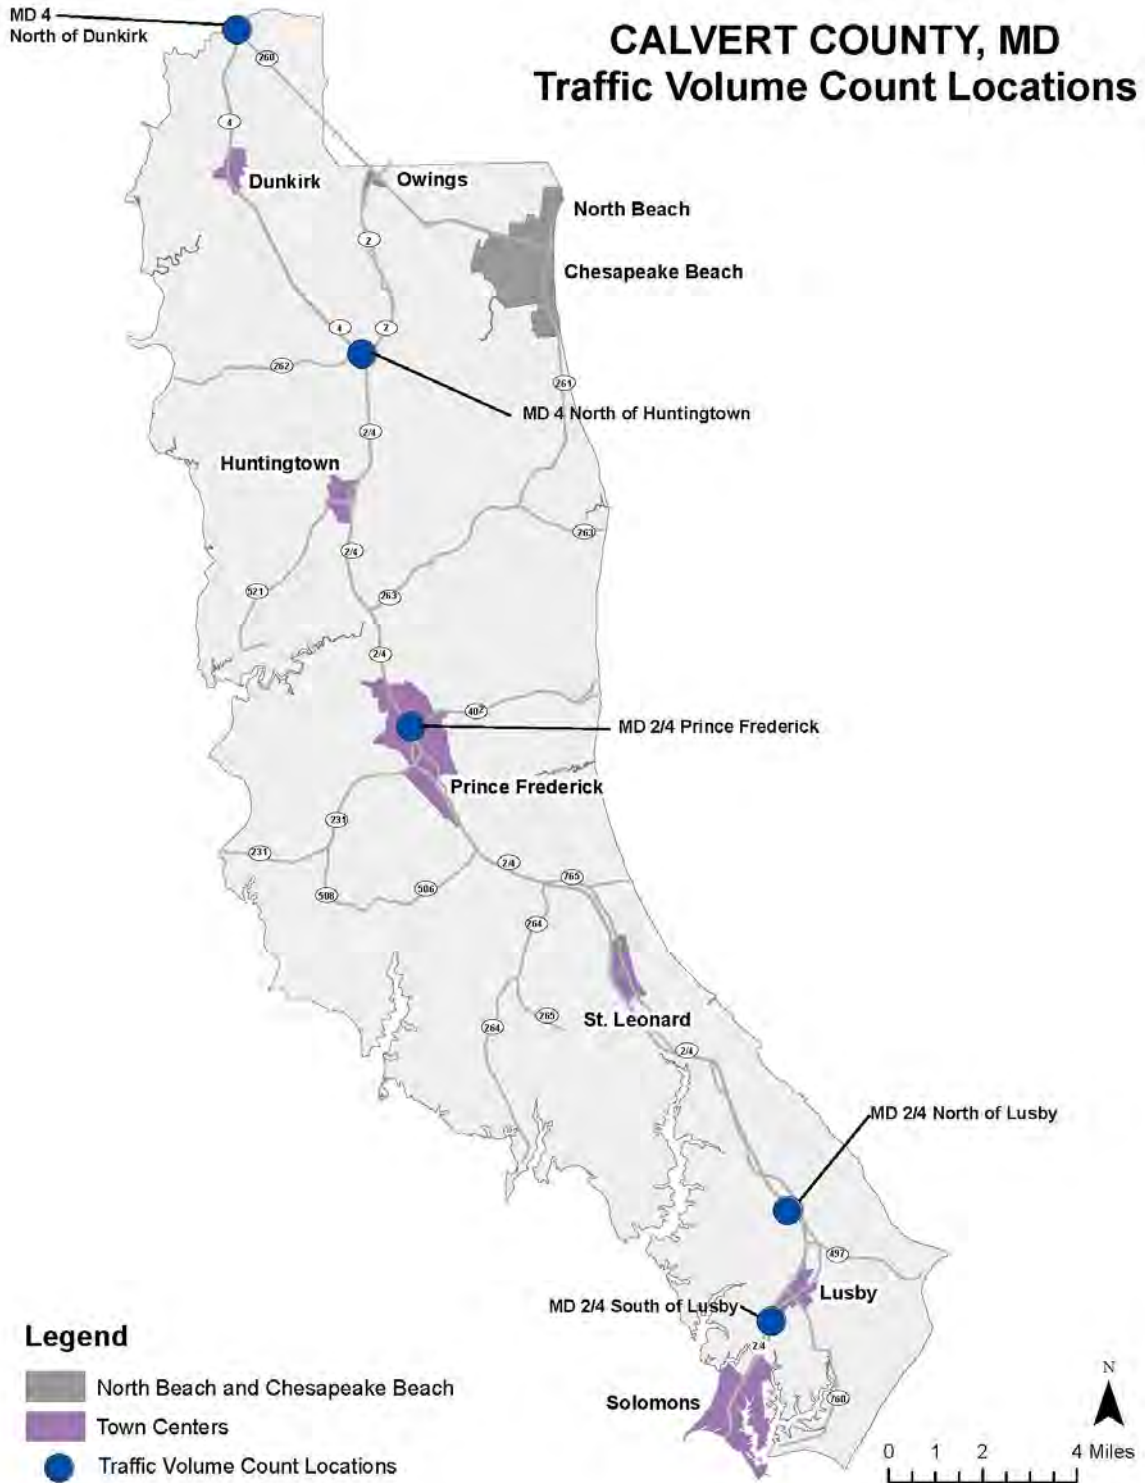 CALVERT COUNTY, MD
Traffic Volume Count Locations
MD 4
North of Dunkirk
260
4
Dunkirk
Owings
North Beach
2
Chesapeake Beach
4
2
262
261
MD 4 North of Huntingtown
2/4
Huntingtown
263
2/4
521
263
2/4
402
MD 2/4 Prince Frederick
Prince Frederick
231
231
2/4
765
508
506
264
265
St. Leonard
264
2/4
MD 2/4 North of Lusby
497
Lusby
MD 2/4 South of Lusby
2/4
Solomons
760
Legend
North Beach and Chesapeake Beach
Town Centers
Traffic Volume Count Locations
N
0 1 2 4 Miles